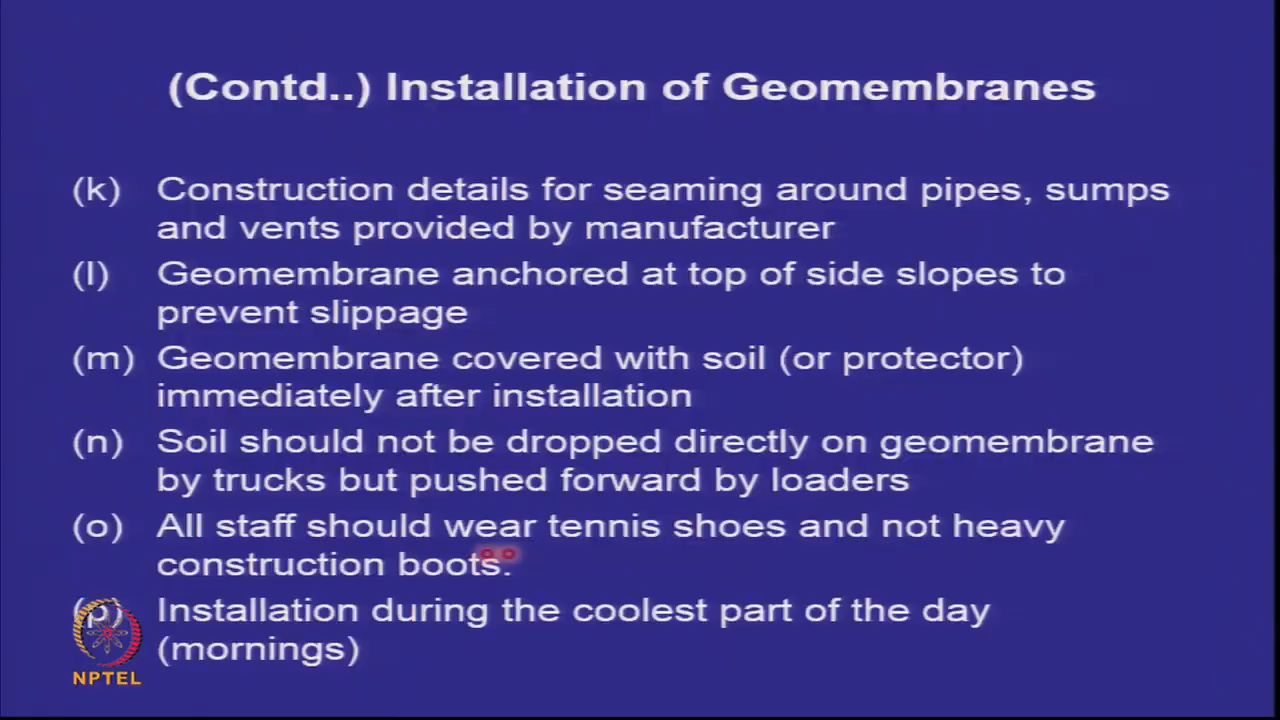 (Contd..) Installation of Geomembranes
(k) Construction details for seaming around pipes, sumps
and vents provided by manufacturer
(l) Geomembrane anchored at top of side slopes to
prevent slippage
(m) Geomembrane covered with soil (or protector)
immediately after installation
(n) Soil should not be dropped directly on geomembrane
by trucks but pushed forward by loaders
(o) All staff should wear tennis shoes and not heavy
construction boots.
(p) Installation during the coolest part of the day
(mornings)
NPTEL